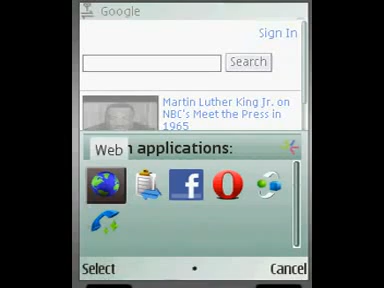 Google
Sign In
Search
Martin Luther King Jr. on
NBC's Meet the Press in
1965
Web
applications:
Select
Cancel